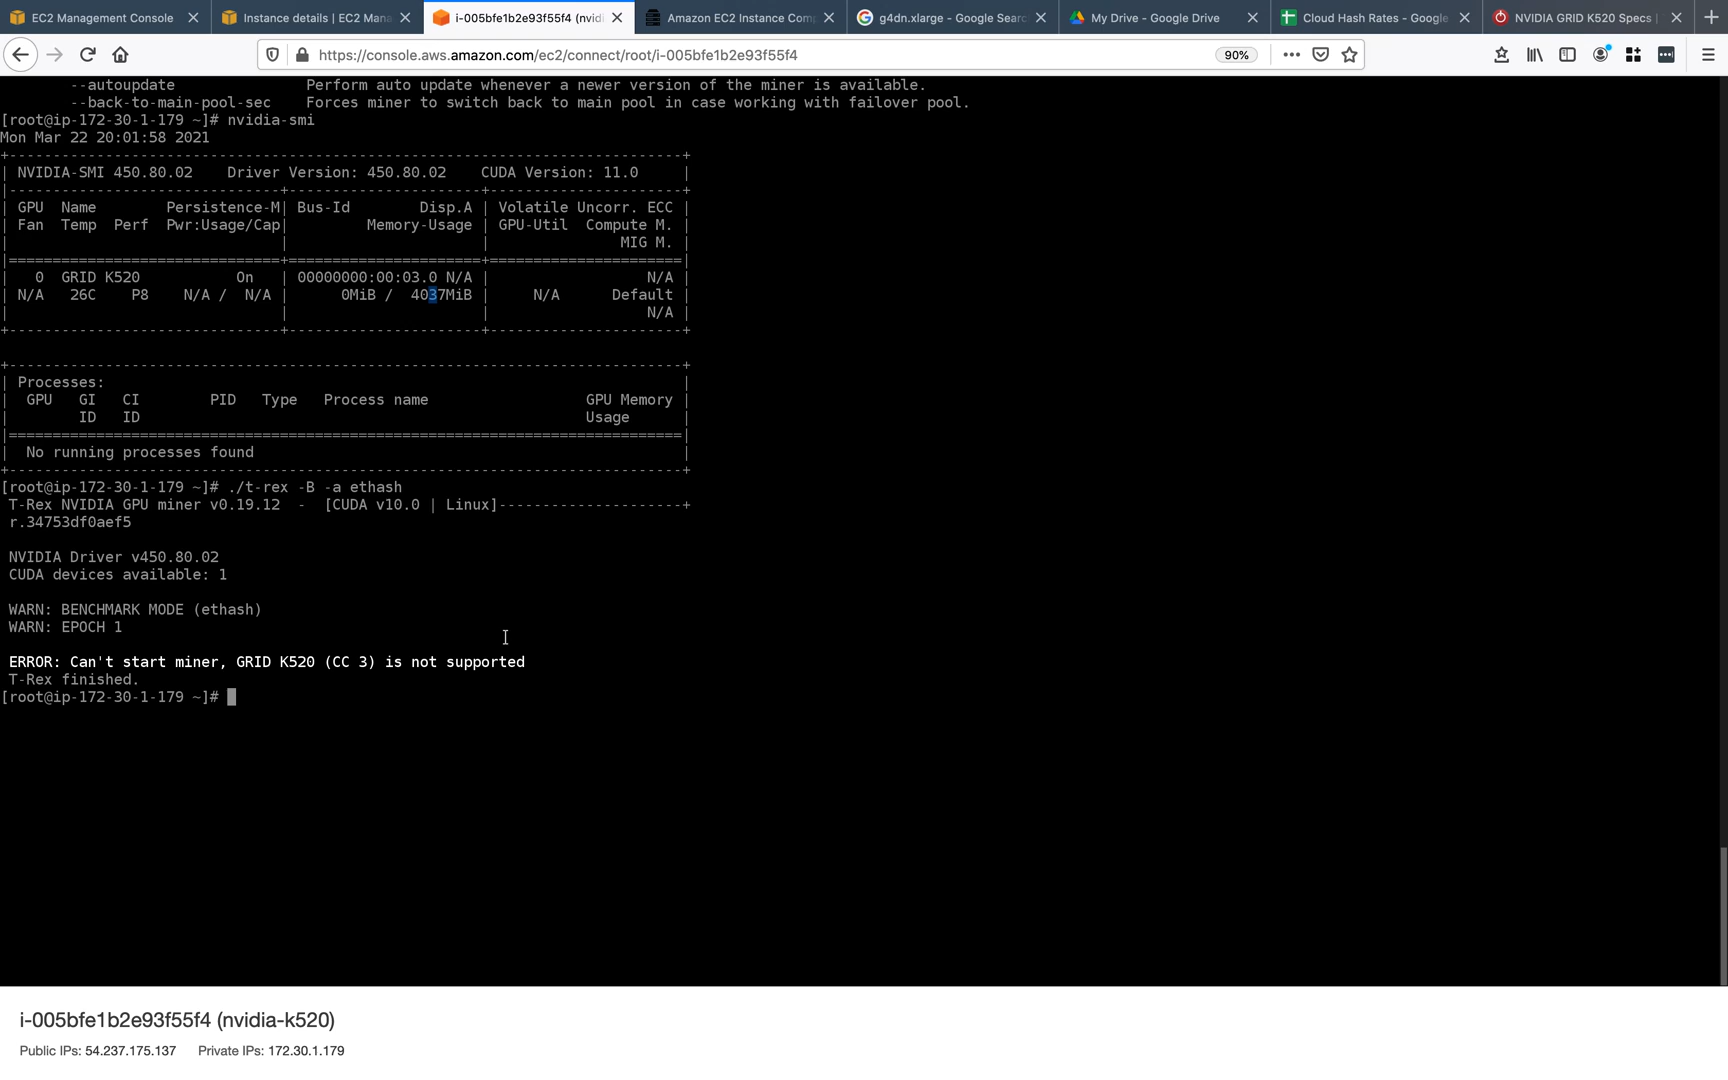 EC2 Management Console
Instance details | EC2 Mana
i-005bfe1b2e93f55f4 (nvidi
Amazon EC2 Instance Com
g4dn.xlarge - Google Searc
My Drive - Google Drive
Cloud Hash Rates - Google
NVIDIA GRID K520 Specs |
https://console.aws.amazon.com/ec2/connect/root/i-005bfe1b2e93f55f4
90%
--autoupdate               Perform auto update whenever a newer version of the miner is available.
--back-to-main-pool-sec    Forces miner to switch back to main pool in case working with failover pool.
[root@ip-172-30-1-179 ~]# nvidia-smi
Mon Mar 22 20:01:58 2021
+-----------------------------------------------------------------------------+
| NVIDIA-SMI 450.80.02    Driver Version: 450.80.02    CUDA Version: 11.0     |
|-------------------------------+----------------------+----------------------+
| GPU  Name        Persistence-M| Bus-Id        Disp.A | Volatile Uncorr. ECC |
| Fan  Temp  Perf  Pwr:Usage/Cap|         Memory-Usage | GPU-Util  Compute M. |
|                               |                      |               MIG M. |
|===============================+======================+======================|
|   0  GRID K520           On   | 00000000:00:03.0 N/A |                  N/A |
| N/A   26C    P8    N/A /  N/A |      0MiB /  4037MiB |     N/A      Default |
|                               |                      |                  N/A |
+-------------------------------+----------------------+----------------------+
+-----------------------------------------------------------------------------+
| Processes:                                                                  |
|  GPU   GI   CI        PID   Type   Process name                  GPU Memory |
|        ID   ID                                                   Usage      |
|=============================================================================|
|  No running processes found                                                 |
+-----------------------------------------------------------------------------+
[root@ip-172-30-1-179 ~]# ./t-rex -B -a ethash
T-Rex NVIDIA GPU miner v0.19.12  -  [CUDA v10.0 | Linux]----------------------+
r.34753df0aef5
NVIDIA Driver v450.80.02
CUDA devices available: 1
WARN: BENCHMARK MODE (ethash)
WARN: EPOCH 1
ERROR: Can't start miner, GRID K520 (CC 3) is not supported
T-Rex finished.
[root@ip-172-30-1-179 ~]#
i-005bfe1b2e93f55f4 (nvidia-k520)
Public IPs: 54.237.175.137    Private IPs: 172.30.1.179